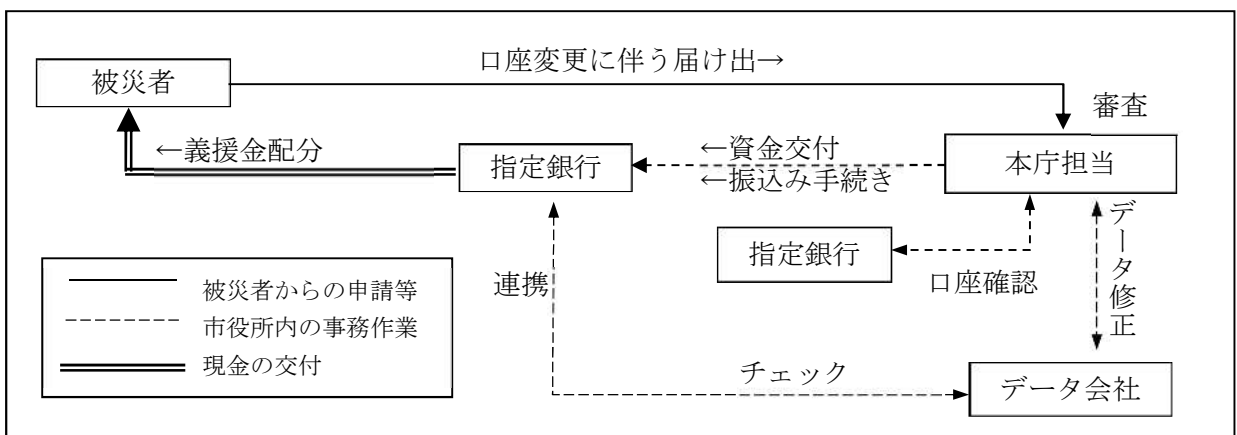 口座変更に伴う届け出→
被災者
審査
←義援金配分
指定銀行
←資金交付
←振込み手続き
本庁担当
データ修正
指定銀行
口座確認
連携
被災者からの申請等
市役所内の事務作業
現金の交付
チェック
データ会社